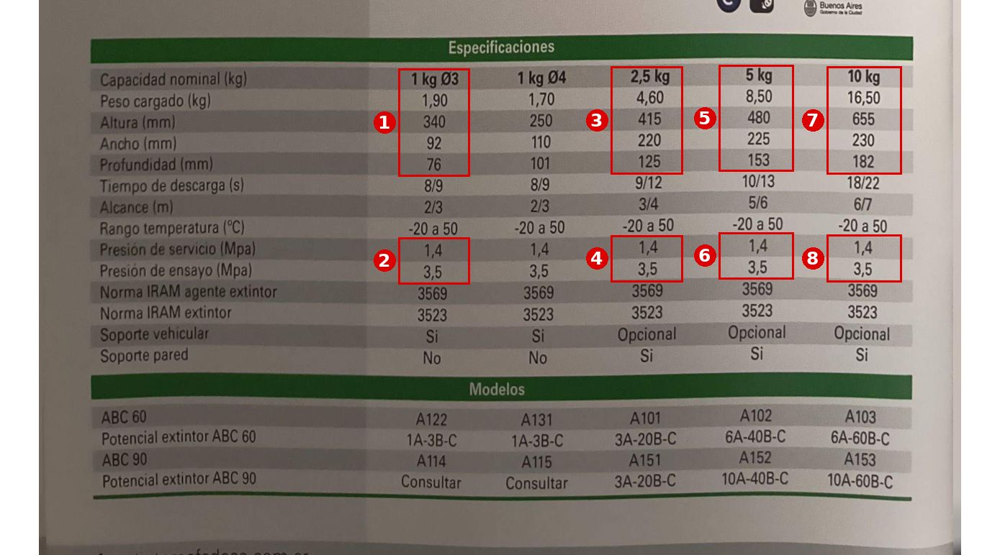 Buenos Aires
Gobierno de la Ciudad
Especificaciones
Capacidad nominal (kg) 1 kg Ø3 1 kg Ø4 2,5 kg 5 kg 10 kg
Peso cargado (kg) 1,90 1,70 4,60 8,50 16,50
Altura (mm) 340 250 415 480 655
Ancho (mm) 92 110 220 225 230
Profundidad (mm) 76 101 125 153 182
Tiempo de descarga (s) 8/9 8/9 9/12 10/13 18/22
Alcance (m) 2/3 2/3 3/4 5/6 6/7
Rango temperatura (ºC) -20 a 50 -20 a 50 -20 a 50 -20 a 50 -20 a 50
Presión de servicio (Mpa) 1,4 1,4 1,4 1,4 1,4
Presión de ensayo (Mpa) 3,5 3,5 3,5 3,5 3,5
Norma IRAM agente extintor 3569 3569 3569 3569 3569
Norma IRAM extintor 3523 3523 3523 3523 3523
Soporte vehicular Si Si Opcional Opcional Opcional
Soporte pared No No Si Si Si
1 3 5 7
2 4 6 8
Modelos
ABC 60 A122 A131 A101 A102 A103
Potencial extintor ABC 60 1A-3B-C 1A-3B-C 3A-20B-C 6A-40B-C 6A-60B-C
ABC 90 A114 A115 A151 A152 A153
Potencial extintor ABC 90 Consultar Consultar 3A-20B-C 10A-40B-C 10A-60B-C